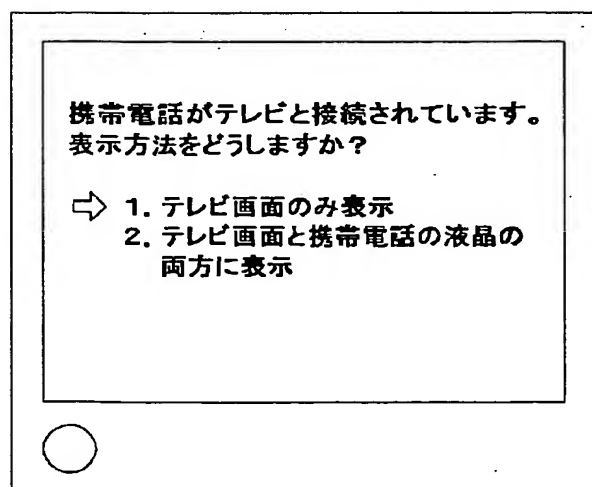 携帯電話がテレビと接続されています。
表示方法をどうしますか？
⇨ 1. テレビ画面のみ表示
2. テレビ画面と携帯電話の液晶の
両方に表示